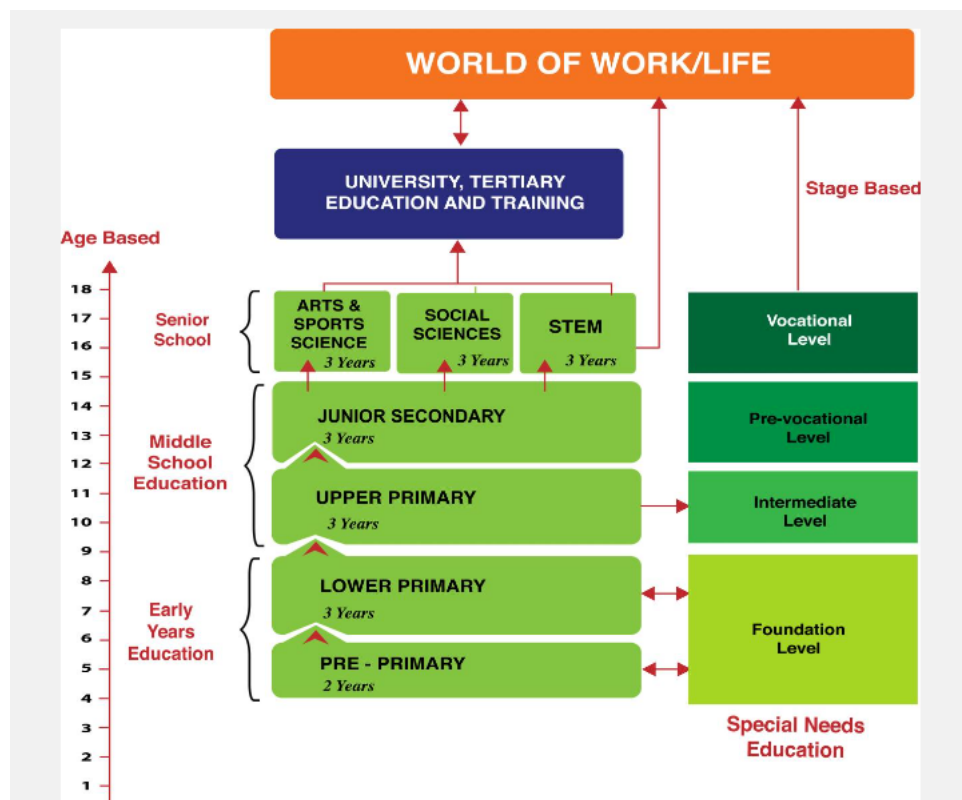 WORLD OF WORK/LIFE
UNIVERSITY, TERTIARY
EDUCATION AND TRAINING
Stage Based
Age Based
18
17
16
15
14
13
12
11
10
9
8
7
6
5
4
3
2
1
Senior
School
ARTS &
SPORTS
SCIENCE
3 Years
SOCIAL
SCIENCES
3 Years
STEM
3 Years
Vocational
Level
Middle
School
Education
JUNIOR SECONDARY
3 Years
Pre-vocational
Level
UPPER PRIMARY
3 Years
Intermediate
Level
Early
Years
Education
LOWER PRIMARY
3 Years
PRE - PRIMARY
2 Years
Foundation
Level
Special Needs
Education